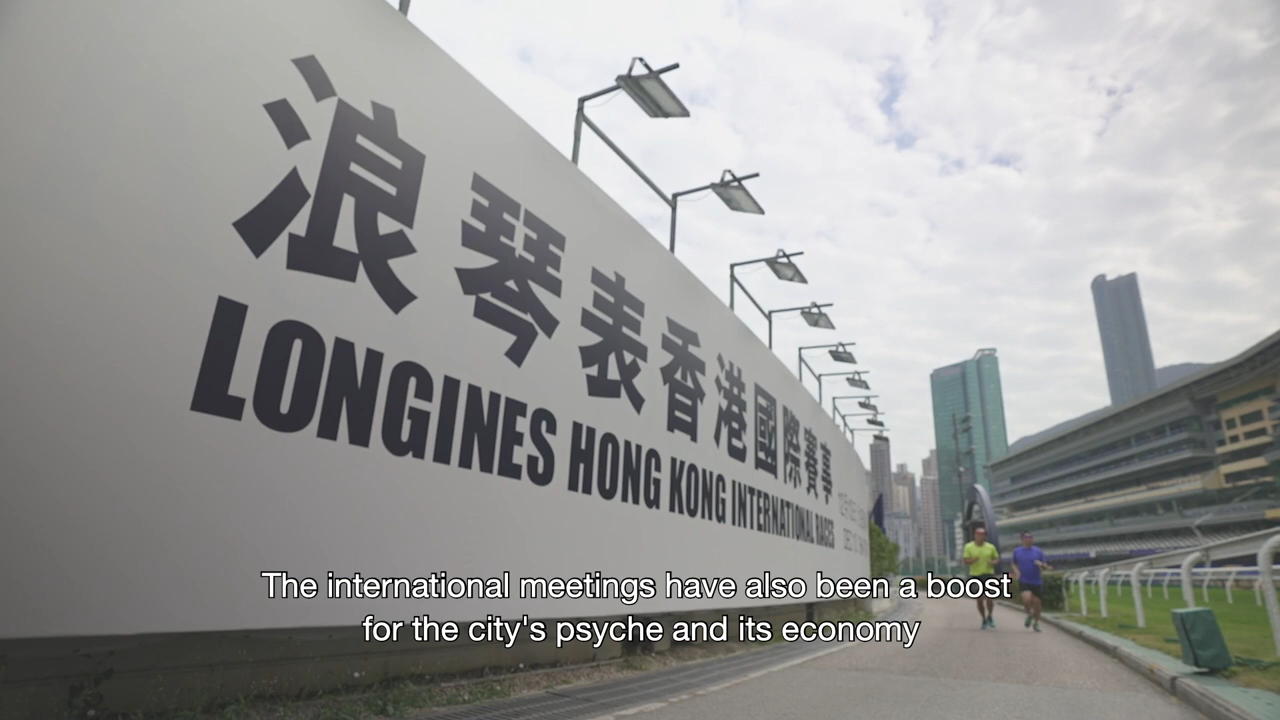 浪琴表香港國際賽事
LONGINES HONG KONG INTERNATIONAL RACES
The international meetings have also been a boost
for the city's psyche and its economy